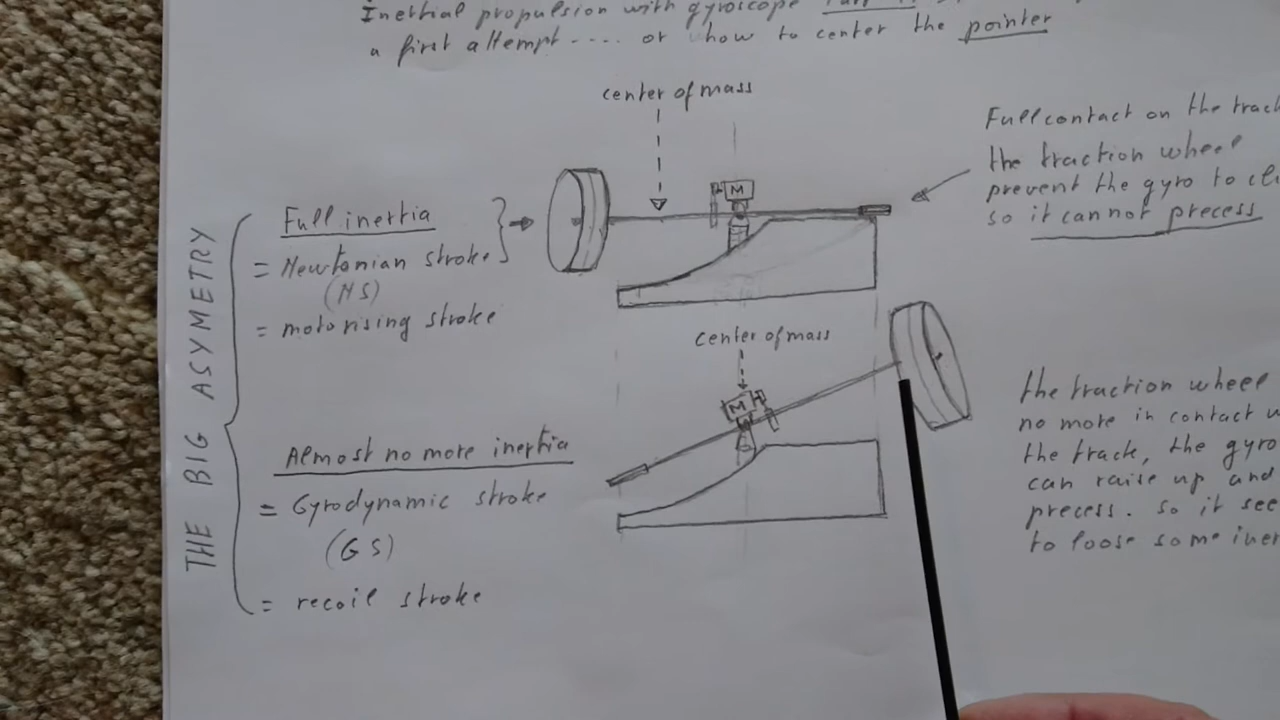 Inertial propulsion with gyroscope
a first attempt .... or how to center the pointer
center of mass
Full contact on the track
the traction wheel
prevent the gyro to
so it cannot precess
M
THE BIG ASYMETRY
Full inertia
= Newtonian stroke
(NS)
= motorising stroke
center of mass
M
Almost no more inertia
= Gyrodynamic stroke
(GS)
= recoil stroke
the traction wheel
no more in contact
the track, the gyro
can raise up and
precess. so it see
to loose some iner